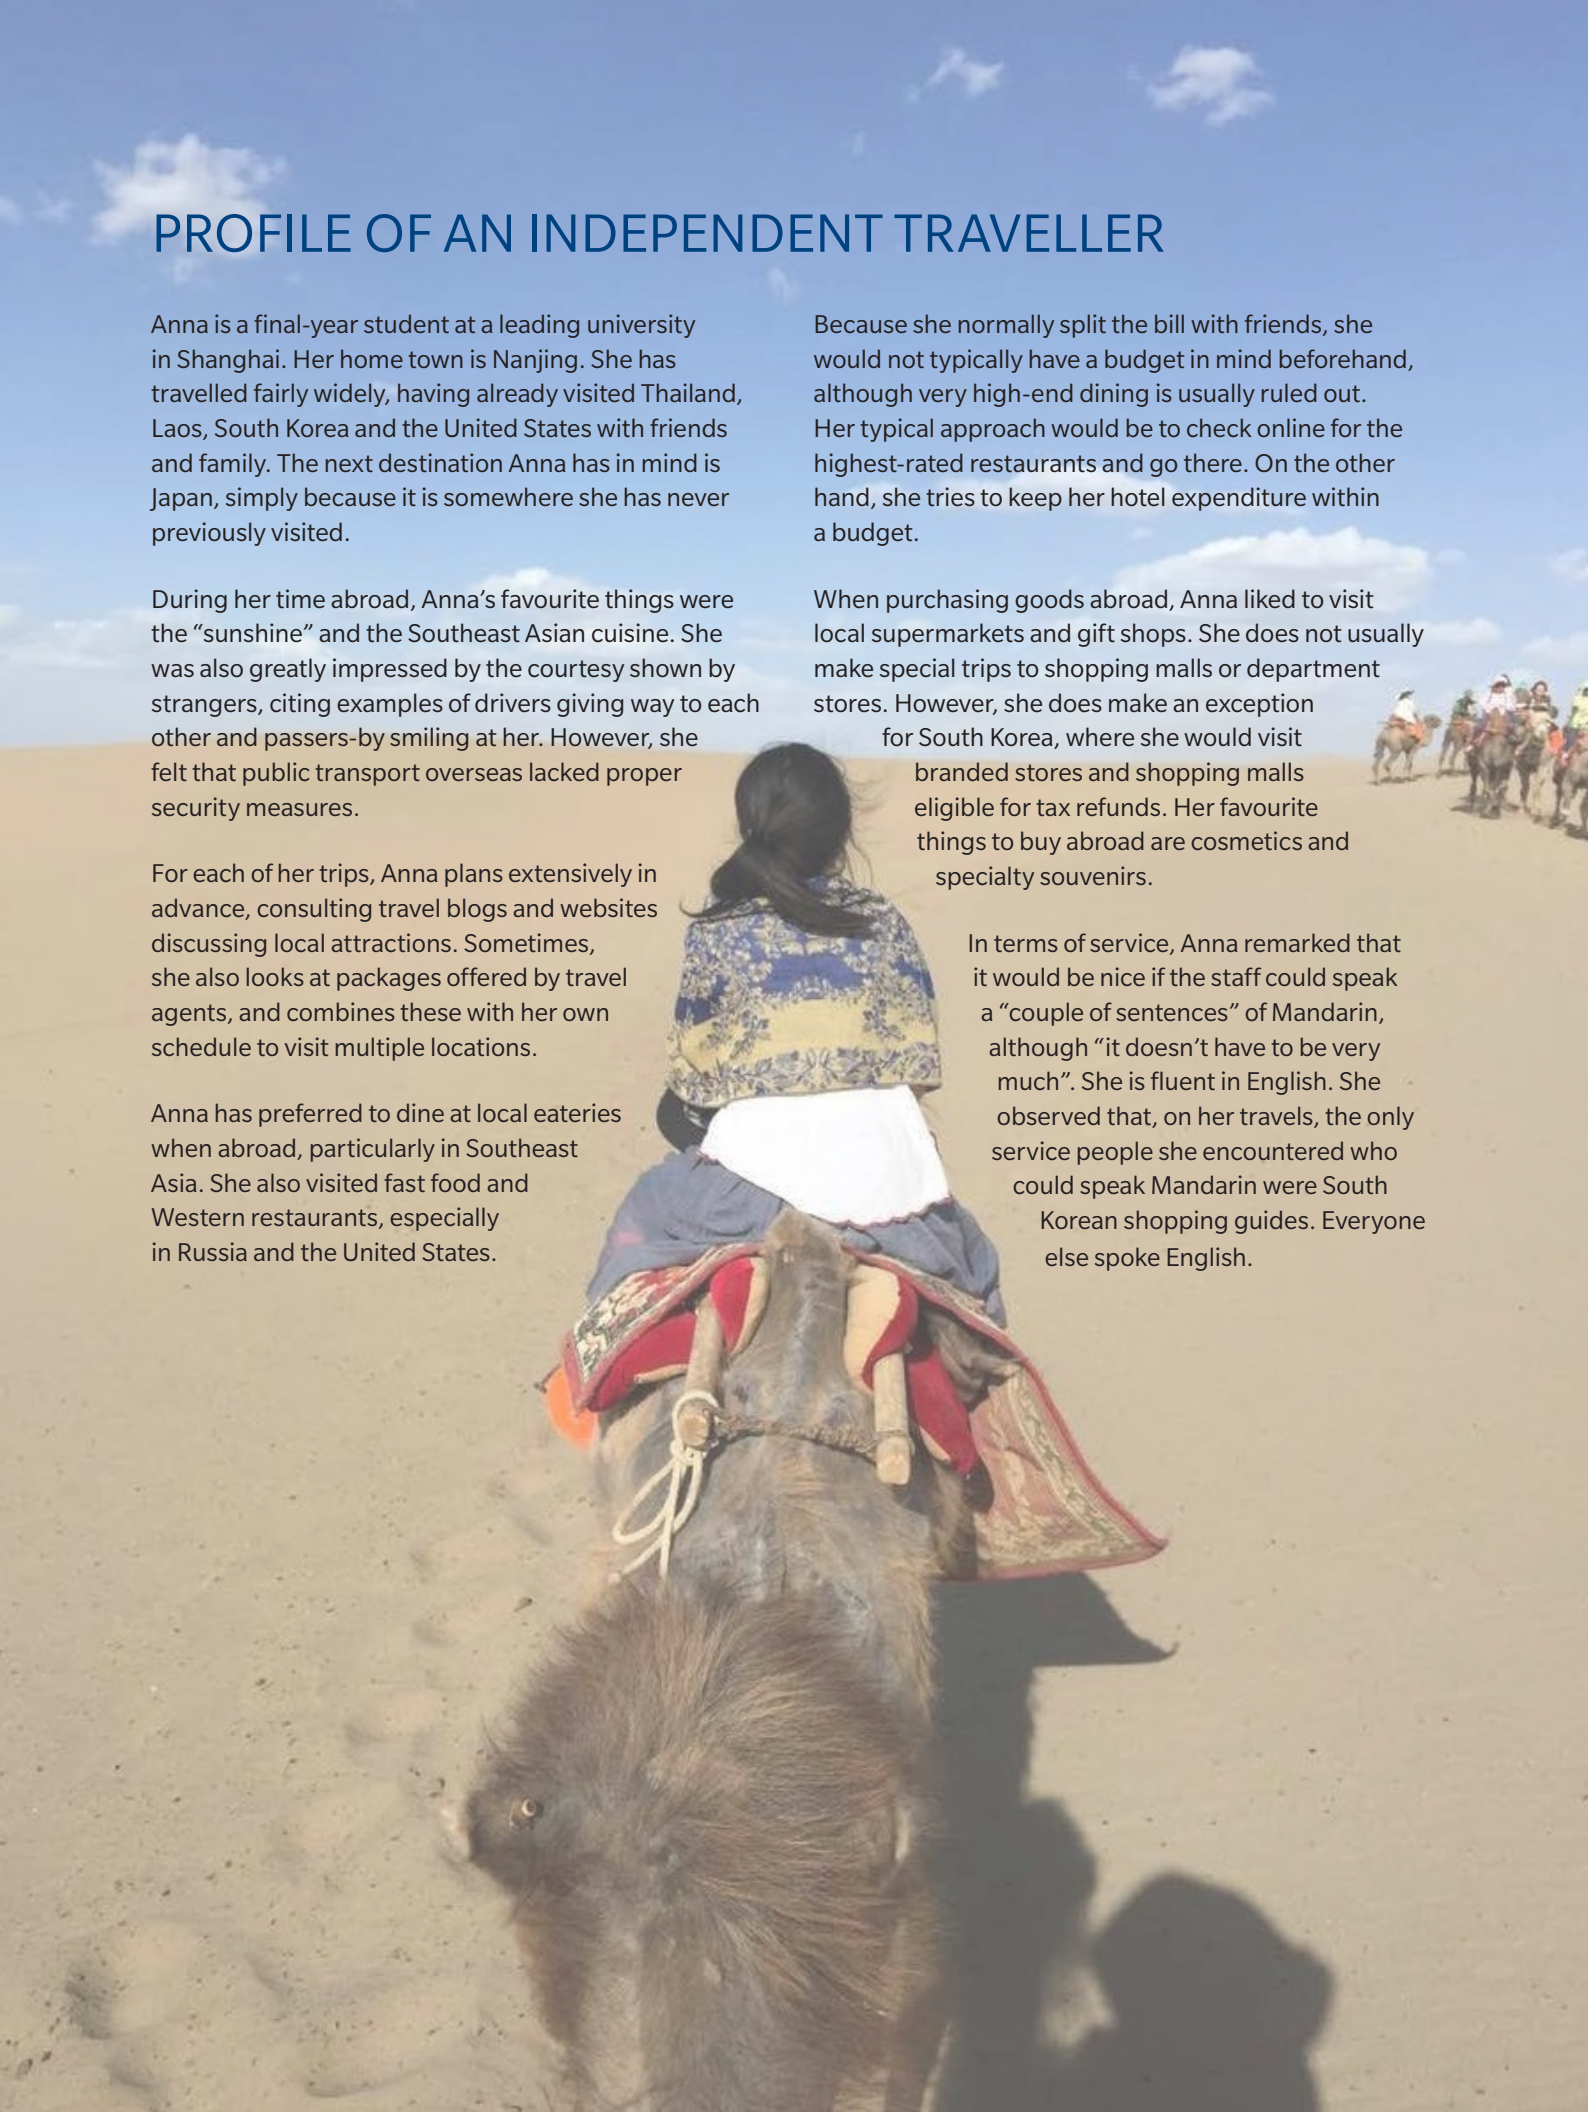 PROFILE OF AN INDEPENDENT TRAVELLER
Anna is a final-year student at a leading university
in Shanghai. Her home town is Nanjing. She has
travelled fairly widely, having already visited Thailand,
Laos, South Korea and the United States with friends
and family. The next destination Anna has in mind is
Japan, simply because it is somewhere she has never
previously visited.
During her time abroad, Anna’s favourite things were
the “sunshine” and the Southeast Asian cuisine. She
was also greatly impressed by the courtesy shown by
strangers, citing examples of drivers giving way to each
other and passers-by smiling at her. However, she
felt that public transport overseas lacked proper
security measures.
For each of her trips, Anna plans extensively in
advance, consulting travel blogs and websites
discussing local attractions. Sometimes,
she also looks at packages offered by travel
agents, and combines these with her own
schedule to visit multiple locations.
Anna has preferred to dine at local eateries
when abroad, particularly in Southeast
Asia. She also visited fast food and
Western restaurants, especially
in Russia and the United States.
Because she normally split the bill with friends, she
would not typically have a budget in mind beforehand,
although very high-end dining is usually ruled out.
Her typical approach would be to check online for the
highest-rated restaurants and go there. On the other
hand, she tries to keep her hotel expenditure within
a budget.
When purchasing goods abroad, Anna liked to visit
local supermarkets and gift shops. She does not usually
make special trips to shopping malls or department
stores. However, she does make an exception
for South Korea, where she would visit
branded stores and shopping malls
eligible for tax refunds. Her favourite
things to buy abroad are cosmetics and
specialty souvenirs.
In terms of service, Anna remarked that
it would be nice if the staff could speak
a “couple of sentences” of Mandarin,
although “it doesn’t have to be very
much”. She is fluent in English. She
observed that, on her travels, the only
service people she encountered who
could speak Mandarin were South
Korean shopping guides. Everyone
else spoke English.